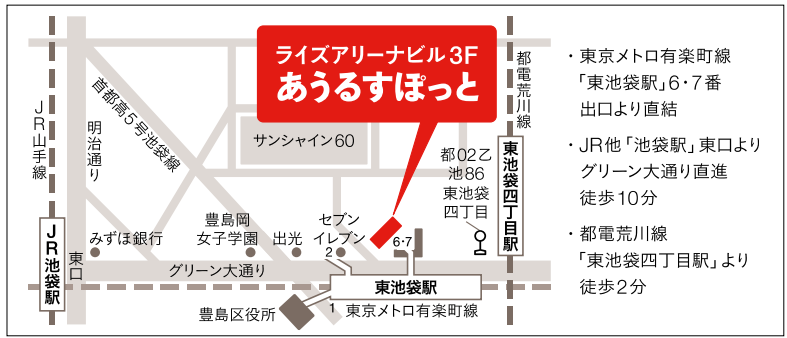 ライズアリーナビル3F
あうるすぽっと
JR山手線
明治通り
首都高5号池袋線
サンシャイン60
都電荒川線
都02乙
池86
東池袋
四丁目
東池袋四丁目駅
JR池袋駅
東口
みずほ銀行
豊島岡
女子学園
出光
セブン
イレブン
2
6・7
グリーン大通り
東池袋駅
1
東京メトロ有楽町線
豊島区役所
・東京メトロ有楽町線
「東池袋駅」6・7番
出口より直結
・JR他「池袋駅」東口より
グリーン大通り直進
徒歩10分
・都電荒川線
「東池袋四丁目駅」より
徒歩2分